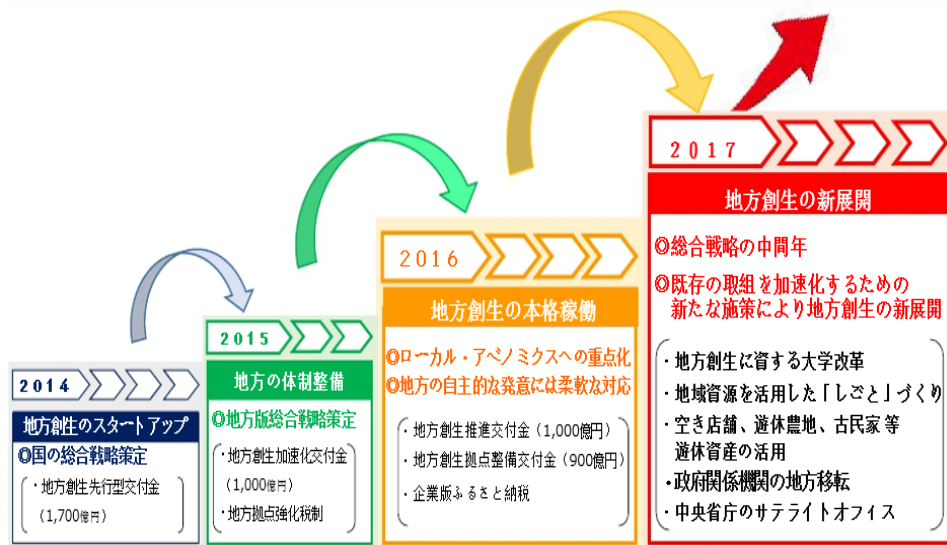 2014
地方創生のスタートアップ
◎国の総合戦略策定
・地方創生先行型交付金
(1,700億円)
2015
地方の体制整備
◎地方版総合戦略策定
・地方創生加速化交付金
(1,000億円)
・地方拠点強化税制
2016
地方創生の本格稼働
◎ローカル・アベノミクスへの重点化
◎地方の自主的な発意には柔軟な対応
・地方創生推進交付金(1,000億円)
・地方創生拠点整備交付金(900億円)
・企業版ふるさと納税
2017
地方創生の新展開
◎総合戦略の中間年
◎既存の取組を加速化するための
新たな施策により地方創生の新展開
・地方創生に資する大学改革
・地域資源を活用した「しごと」づくり
・空き店舗、遊休農地、古民家等
遊休資産の活用
・政府関係機関の地方移転
・中央省庁のサテライトオフィス